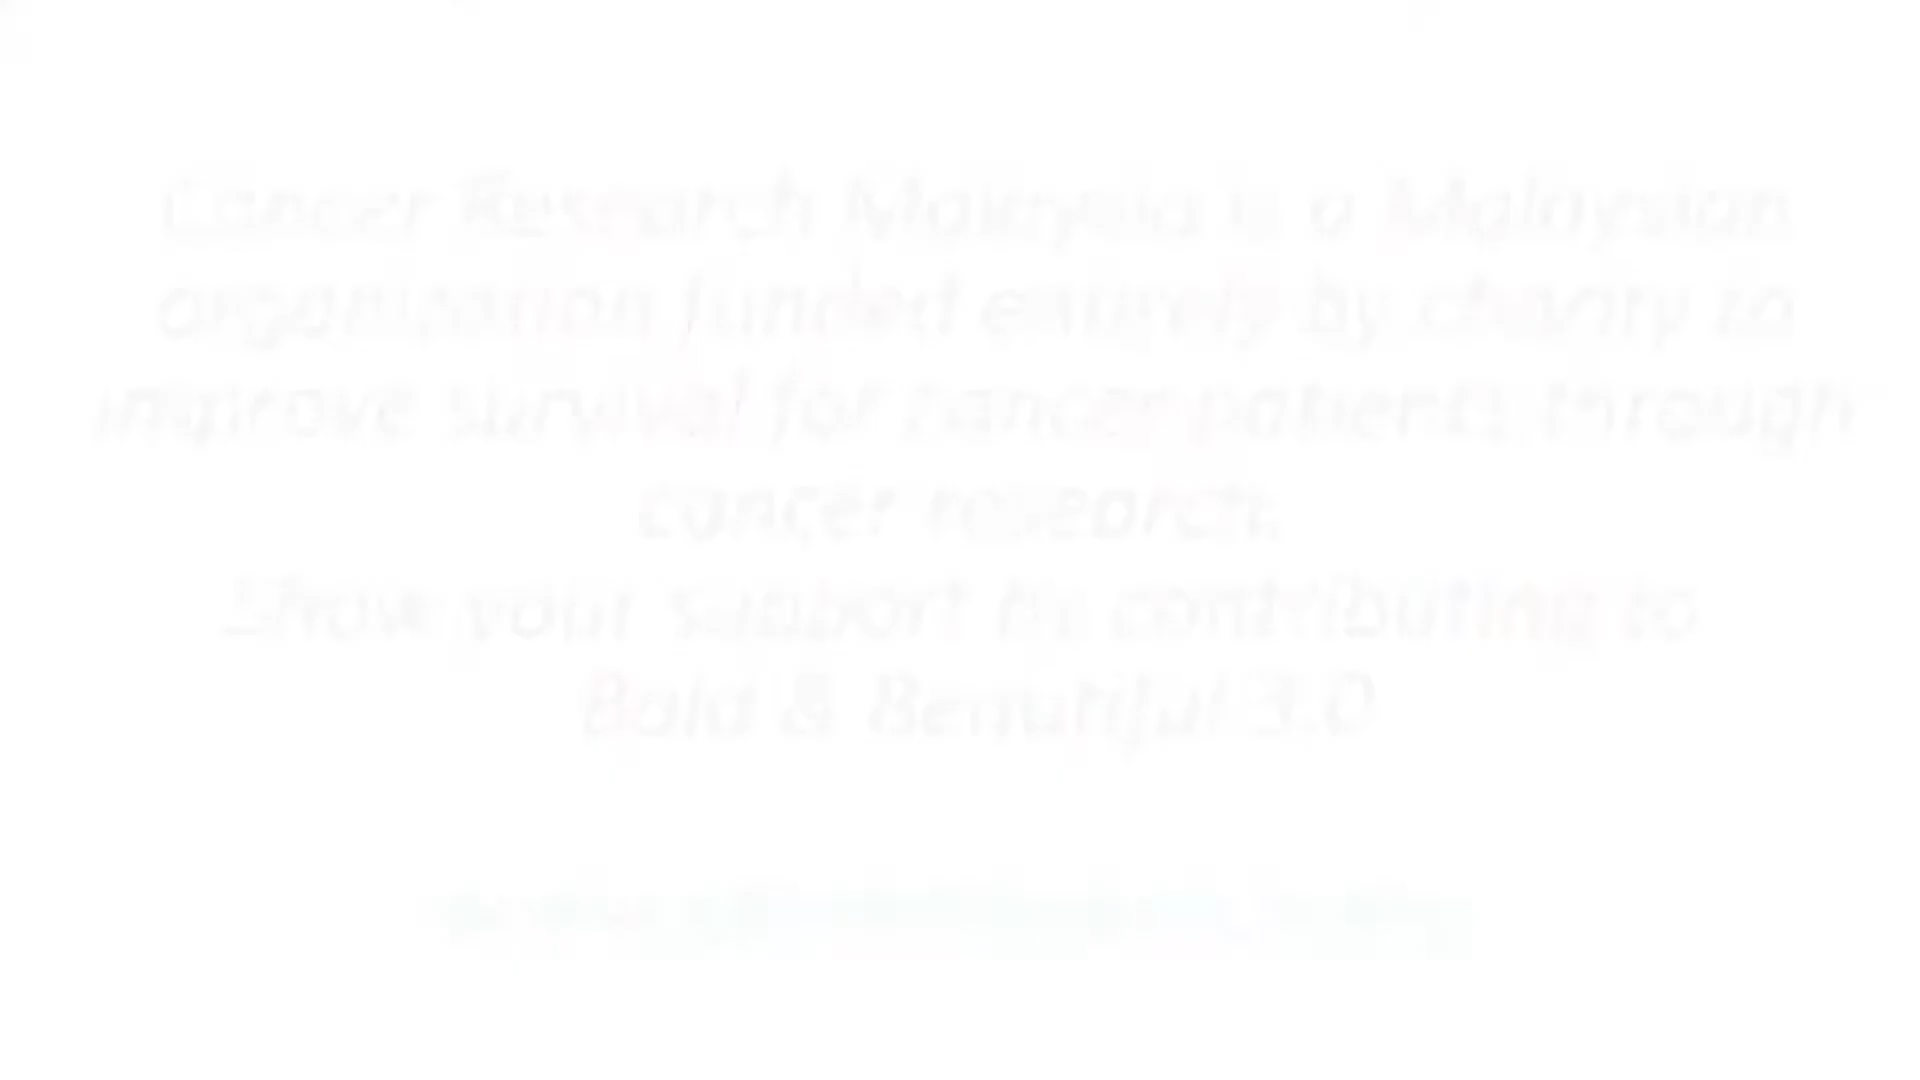 Cancer Research Malaysia is a Malaysian
organization funded entirely by charity to
improve survival for cancer patients through
cancer research.
Show your support by contributing to
Bald & Beautiful 3.0